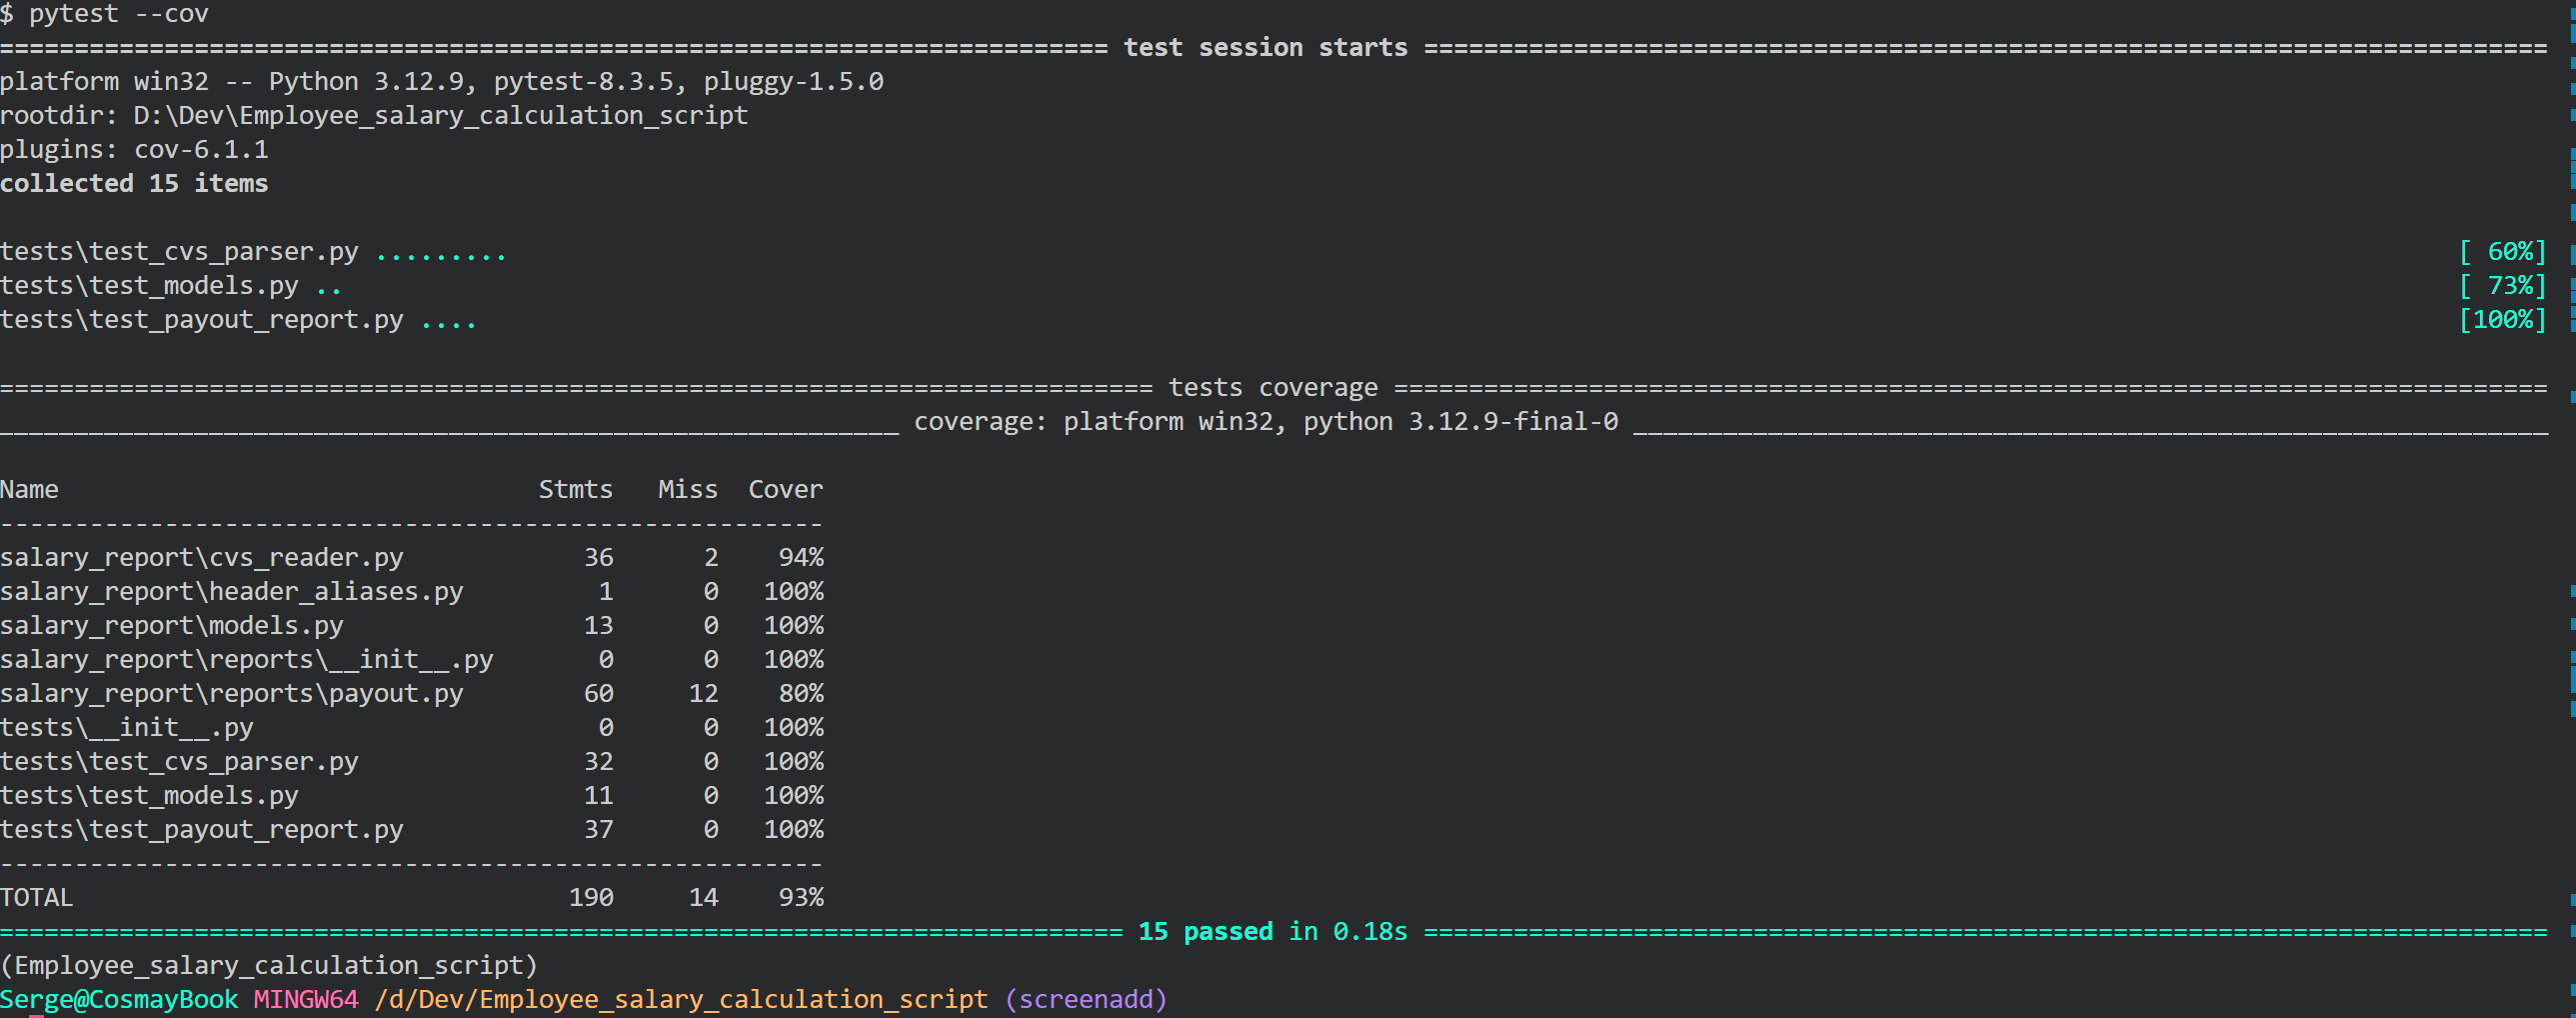 $ pytest --cov
========================================================================== test session starts ===========================================================================
platform win32 -- Python 3.12.9, pytest-8.3.5, pluggy-1.5.0
rootdir: D:\Dev\Employee_salary_calculation_script
plugins: cov-6.1.1
collected 15 items
tests\test_cvs_parser.py ......... [ 60%]
tests\test_models.py .. [ 73%]
tests\test_payout_report.py .... [100%]
============================================================================= tests coverage =============================================================================
____________________________________________________________ coverage: platform win32, python 3.12.9-final-0 _____________________________________________________________
Name Stmts Miss Cover
-------------------------------------------------------
salary_report\cvs_reader.py 36 2 94%
salary_report\header_aliases.py 1 0 100%
salary_report\models.py 13 0 100%
salary_report\reports\__init__.py 0 0 100%
salary_report\reports\payout.py 60 12 80%
tests\__init__.py 0 0 100%
tests\test_cvs_parser.py 32 0 100%
tests\test_models.py 11 0 100%
tests\test_payout_report.py 37 0 100%
-------------------------------------------------------
TOTAL 190 14 93%
=========================================================================== 15 passed in 0.18s ===========================================================================
(Employee_salary_calculation_script)
Serge@CosmayBook MINGW64 /d/Dev/Employee_salary_calculation_script (screenadd)